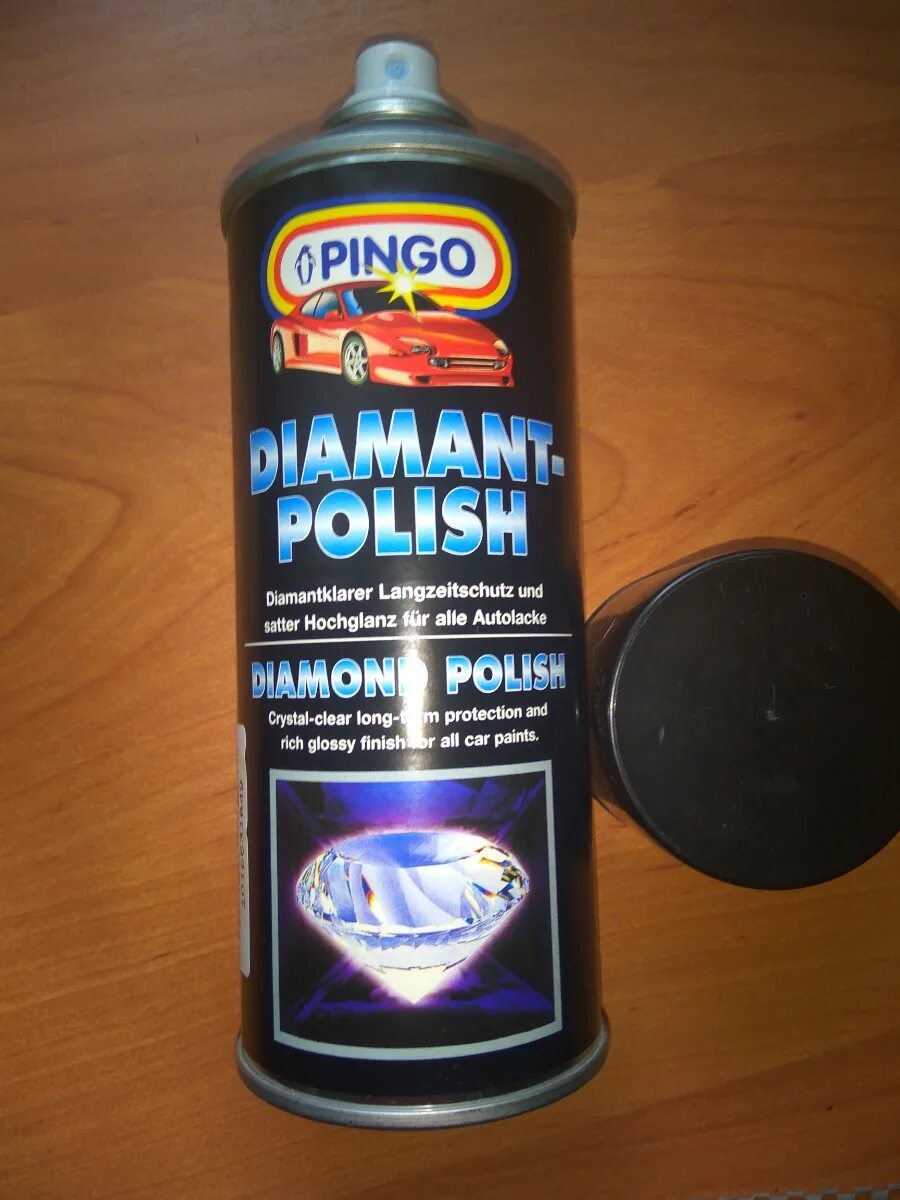 PINGO
DIAMANT-
POLISH
Diamantklarer Langzeitschutz und
satter Hochglanz für alle Autolacke
DIAMOND POLISH
Crystal-clear long-term protection and
rich glossy finish for all car paints.